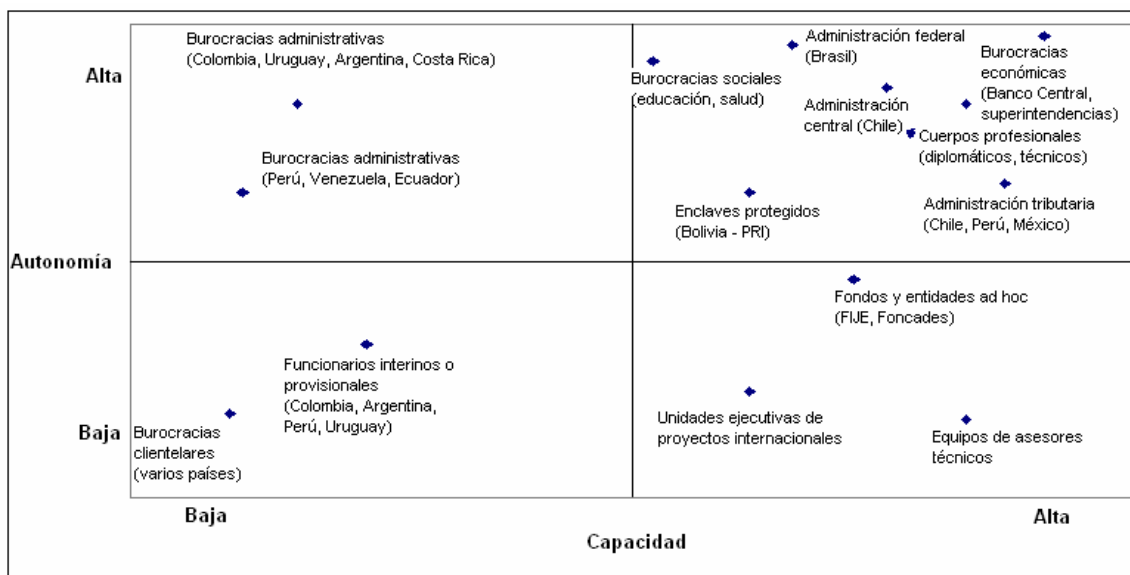 Burocracias administrativas
(Colombia, Uruguay, Argentina, Costa Rica)
Administración federal
(Brasil)
Burocracias
económicas
(Banco Central,
superintendencias)
Alta
Burocracias sociales
(educación, salud)
Administración
central (Chile)
Cuerpos profesionales
(diplomáticos, técnicos)
Burocracias administrativas
(Perú, Venezuela, Ecuador)
Enclaves protegidos
(Bolivia - PRI)
Administración tributaria
(Chile, Perú, México)
Autonomía
Fondos y entidades ad hoc
(FIJE, Foncades)
Funcionarios interinos o
provisionales
(Colombia, Argentina,
Perú, Uruguay)
Unidades ejecutivas de
proyectos internacionales
Equipos de asesores
técnicos
Baja
Burocracias
clientelares
(varios países)
Baja
Alta
Capacidad